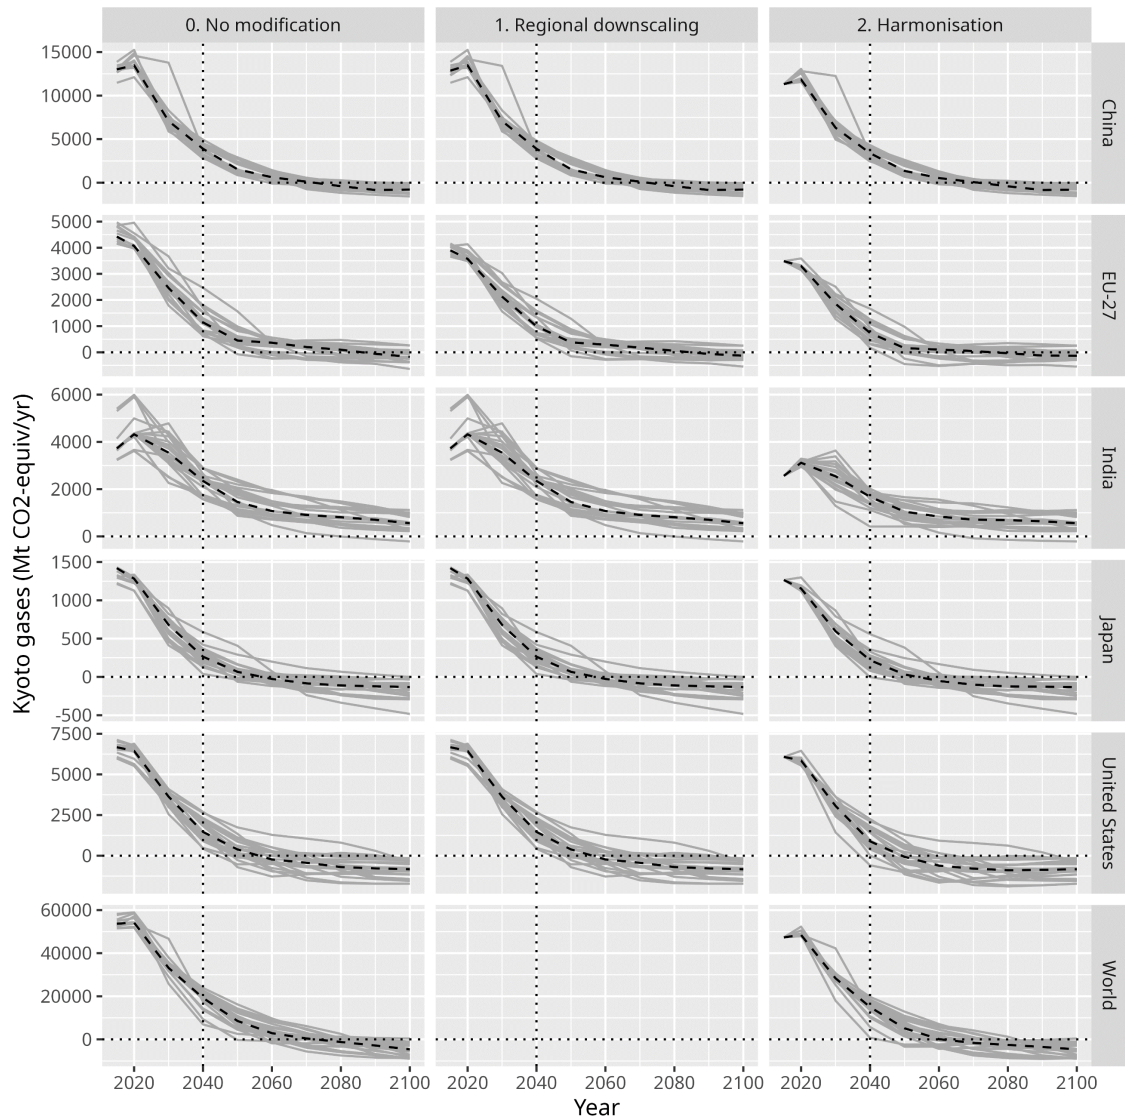 0. No modification
1. Regional downscaling
2. Harmonisation
Kyoto gases (Mt CO2-equiv/yr)
15000
10000
5000
0
China
5000
4000
3000
2000
1000
0
EU-27
6000
4000
2000
0
India
1500
1000
500
0
-500
Japan
7500
5000
2500
0
United States
60000
40000
20000
0
World
2020 2040 2060 2080 2100 2020 2040 2060 2080 2100 2020 2040 2060 2080 2100
Year